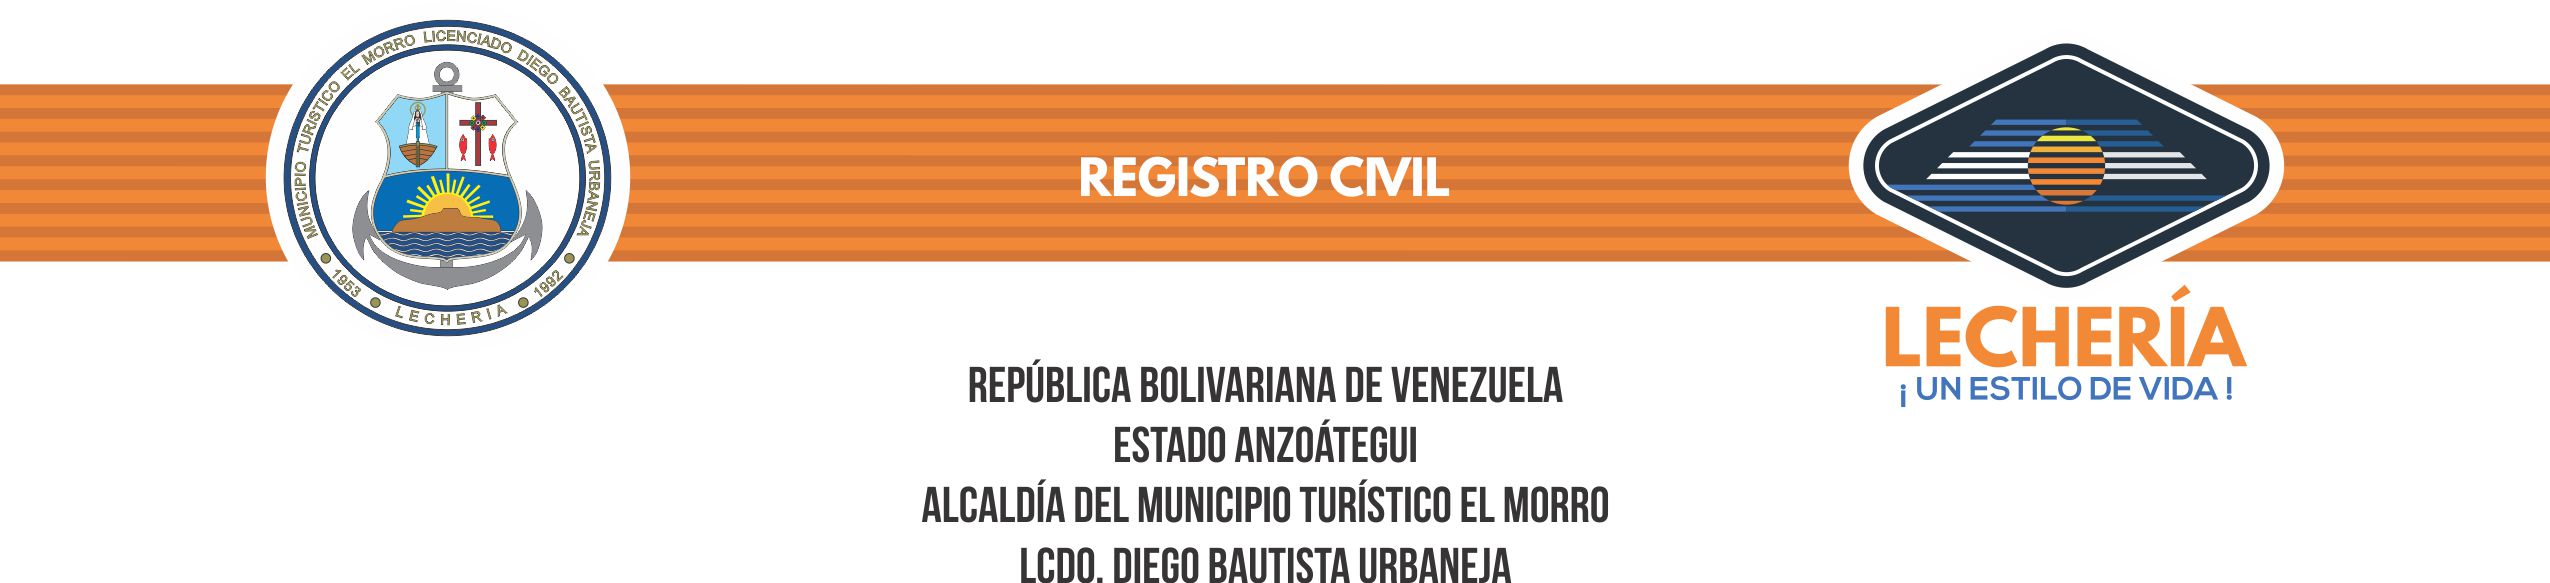 MUNICIPIO TURISTICO EL MORRO LICENCIADO DIEGO BAUTISTA URBANEJA
1953 LECHERIA 1992
REGISTRO CIVIL
LECHERÍA
¡ UN ESTILO DE VIDA !
REPÚBLICA BOLIVARIANA DE VENEZUELA
ESTADO ANZOÁTEGUI
ALCALDÍA DEL MUNICIPIO TURÍSTICO EL MORRO
LCDO. DIEGO BAUTISTA URBANEJA